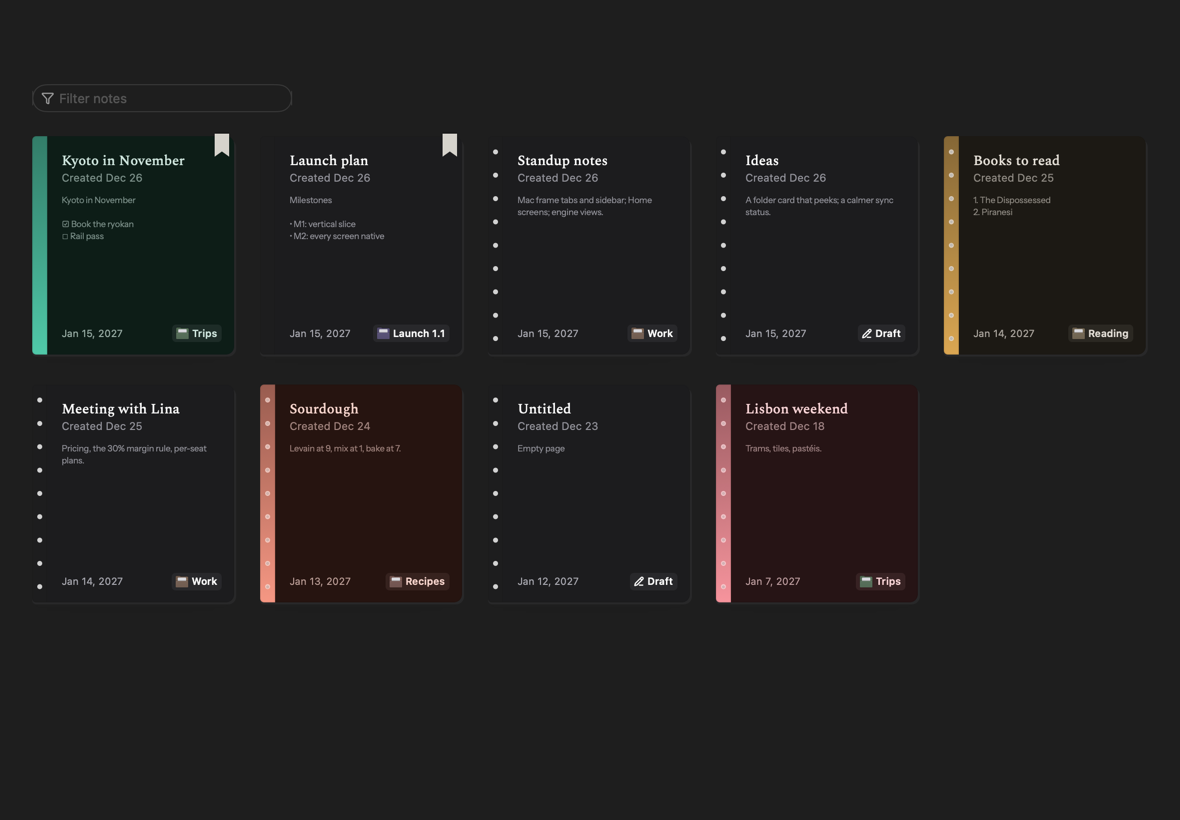 Filter notes
Kyoto in November
Created Dec 26
Kyoto in November
☑ Book the ryokan
☐ Rail pass
Jan 15, 2027
Trips
Launch plan
Created Dec 26
Milestones
• M1: vertical slice
• M2: every screen native
Jan 15, 2027
Launch 1.1
Standup notes
Created Dec 26
Mac frame tabs and sidebar; Home
screens; engine views.
Jan 15, 2027
Work
Ideas
Created Dec 26
A folder card that peeks; a calmer sync
status.
Jan 15, 2027
Draft
Books to read
Created Dec 25
1. The Dispossessed
2. Piranesi
Jan 14, 2027
Reading
Meeting with Lina
Created Dec 25
Pricing, the 30% margin rule, per-seat
plans.
Jan 14, 2027
Work
Sourdough
Created Dec 24
Levain at 9, mix at 1, bake at 7.
Jan 13, 2027
Recipes
Untitled
Created Dec 23
Empty page
Jan 12, 2027
Draft
Lisbon weekend
Created Dec 18
Trams, tiles, pastéis.
Jan 7, 2027
Trips